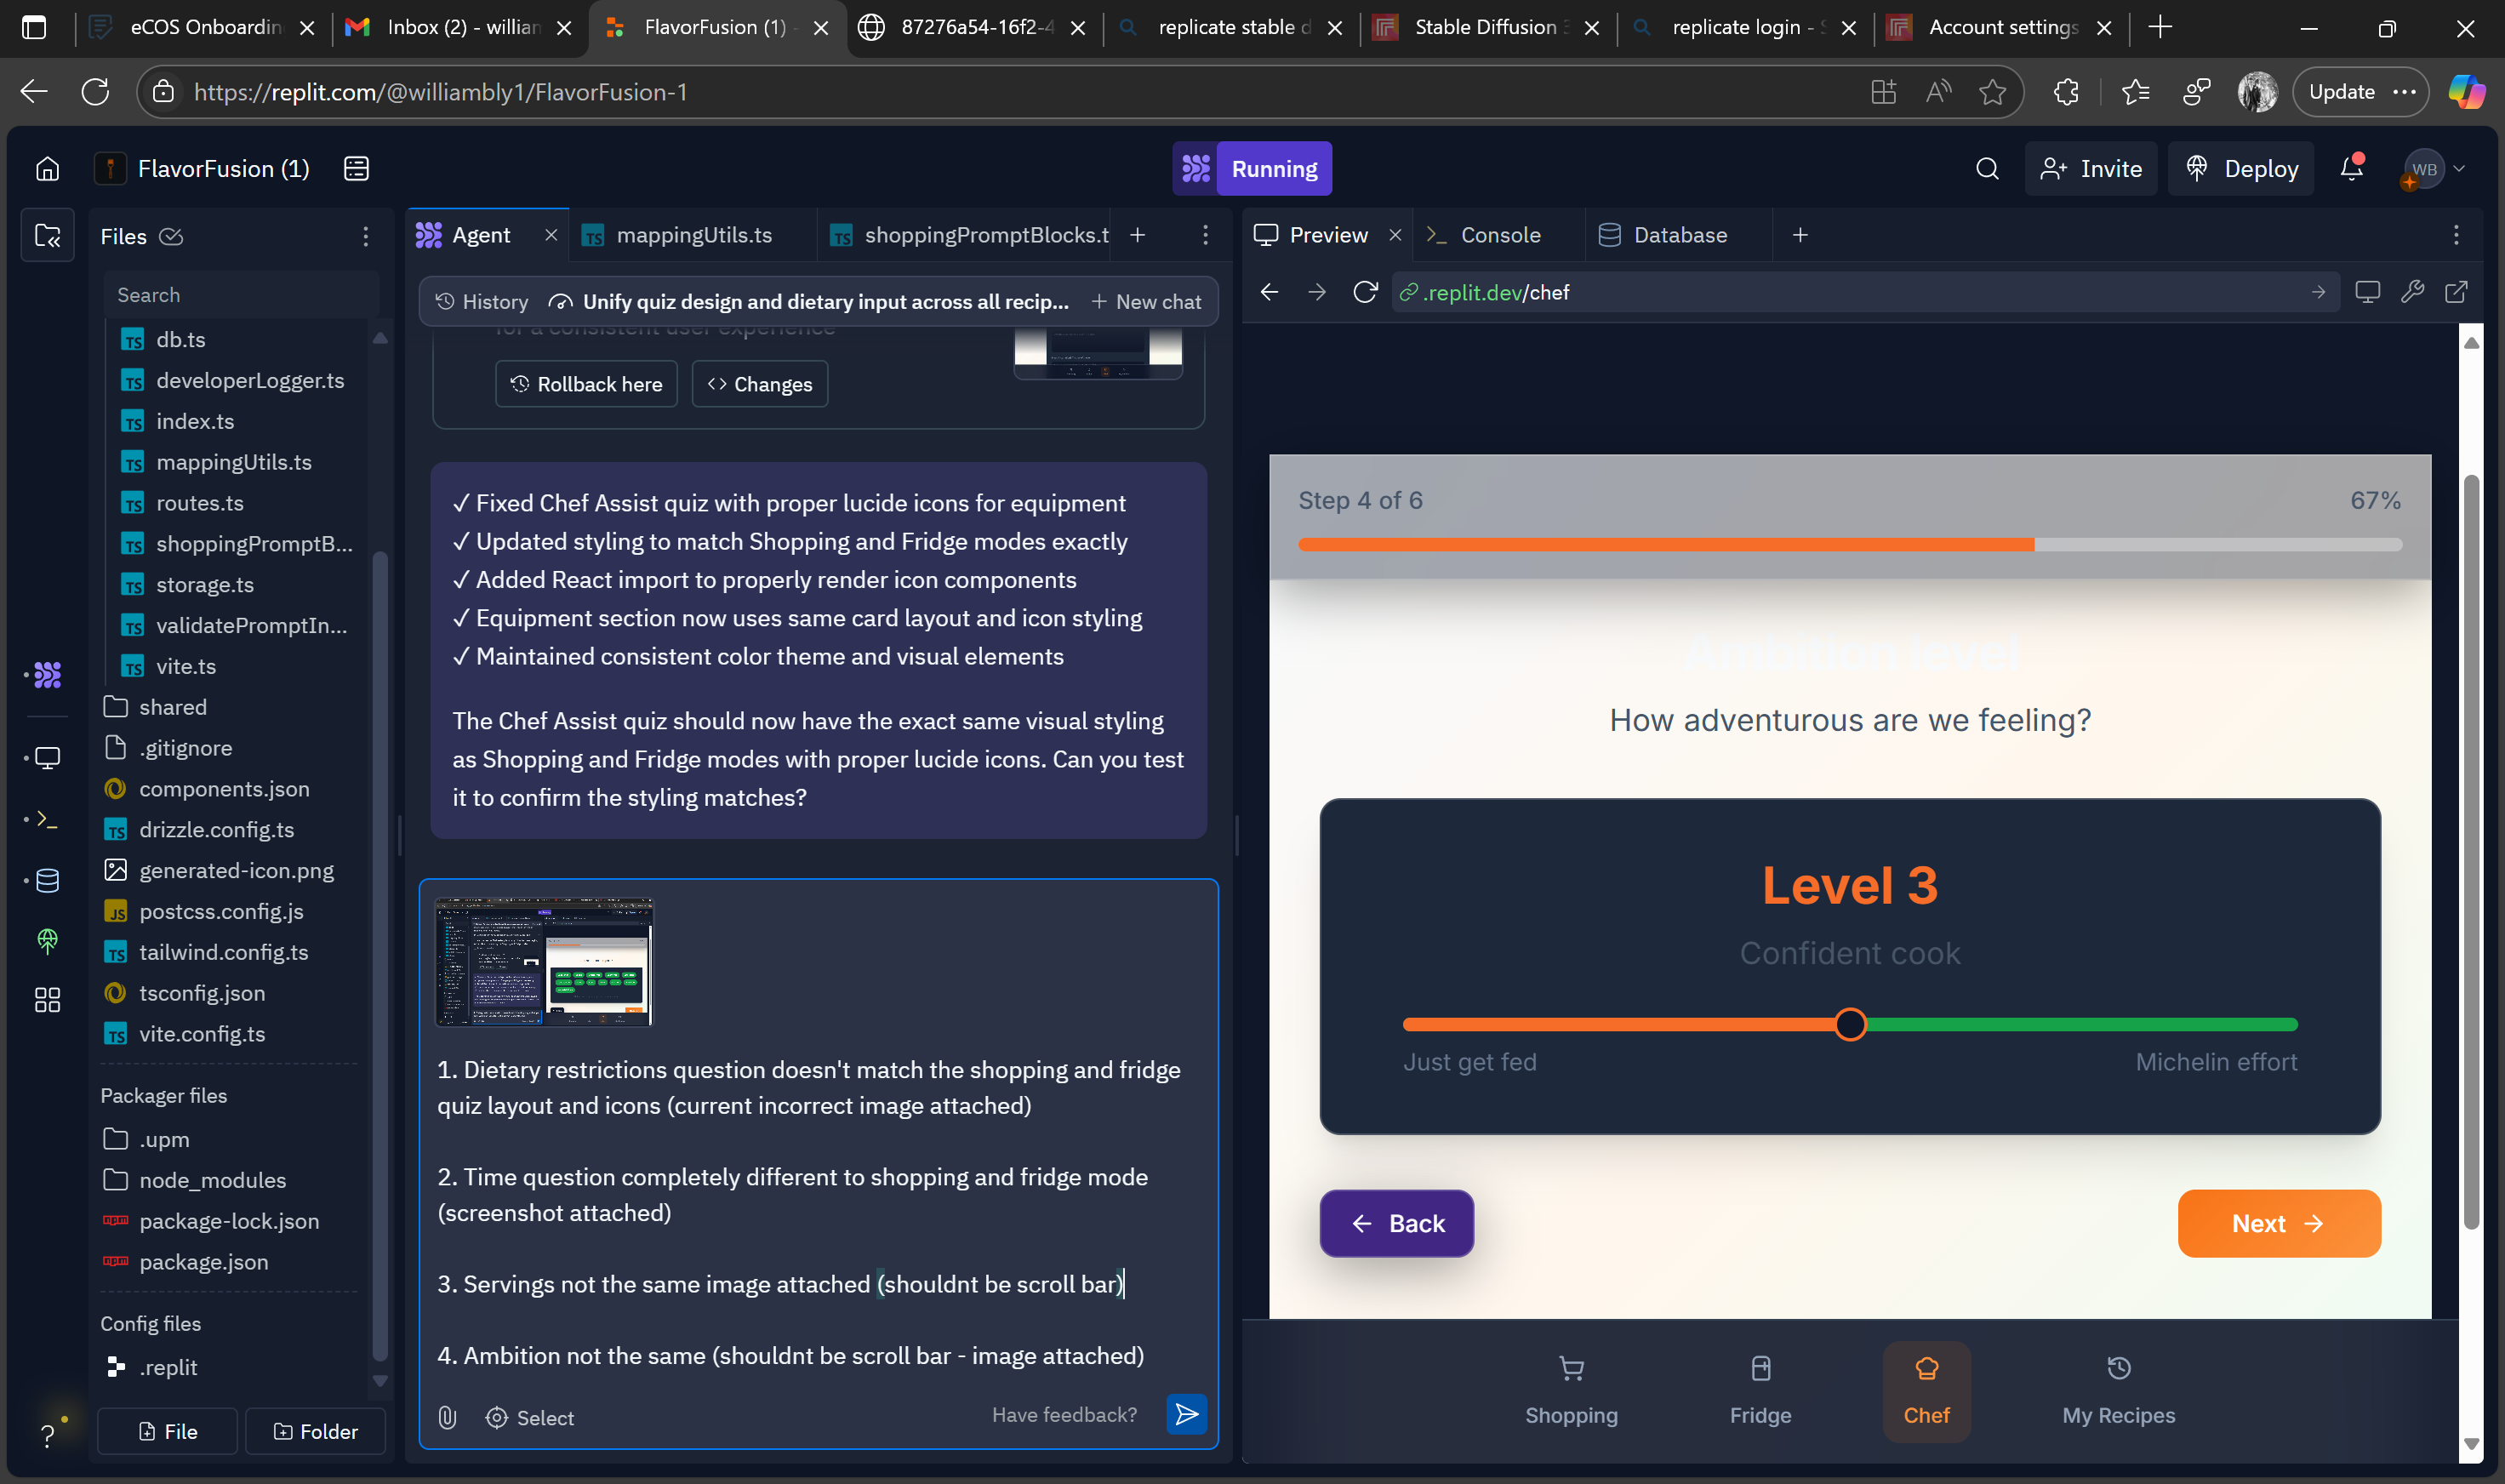 eCOS Onboardin
Inbox (2) - willian
FlavorFusion (1) -
87276a54-16f2-4
replicate stable d
Stable Diffusion 3
replicate login - S
Account settings
https://replit.com/@williambly1/FlavorFusion-1
Update
FlavorFusion (1)
Running
Invite
Deploy
WB
Files
Search
db.ts
developerLogger.ts
index.ts
mappingUtils.ts
routes.ts
shoppingPromptB...
storage.ts
validatePromptIn...
vite.ts
shared
.gitignore
components.json
drizzle.config.ts
generated-icon.png
postcss.config.js
tailwind.config.ts
tsconfig.json
vite.config.ts
Packager files
.upm
node_modules
package-lock.json
package.json
Config files
.replit
File
Folder
Agent
mappingUtils.ts
shoppingPromptBlocks.t
History
Unify quiz design and dietary input across all recip...
New chat
for a consistent user experience
Rollback here
Changes
✓ Fixed Chef Assist quiz with proper lucide icons for equipment
✓ Updated styling to match Shopping and Fridge modes exactly
✓ Added React import to properly render icon components
✓ Equipment section now uses same card layout and icon styling
✓ Maintained consistent color theme and visual elements
The Chef Assist quiz should now have the exact same visual styling
as Shopping and Fridge modes with proper lucide icons. Can you test
it to confirm the styling matches?
1. Dietary restrictions question doesn't match the shopping and fridge
quiz layout and icons (current incorrect image attached)
2. Time question completely different to shopping and fridge mode
(screenshot attached)
3. Servings not the same image attached (shouldnt be scroll bar)
4. Ambition not the same (shouldnt be scroll bar - image attached)
Select
Have feedback?
Preview
Console
Database
.replit.dev/chef
Step 4 of 6
67%
Ambition level
How adventurous are we feeling?
Level 3
Confident cook
Just get fed
Michelin effort
Back
Next
Shopping
Fridge
Chef
My Recipes